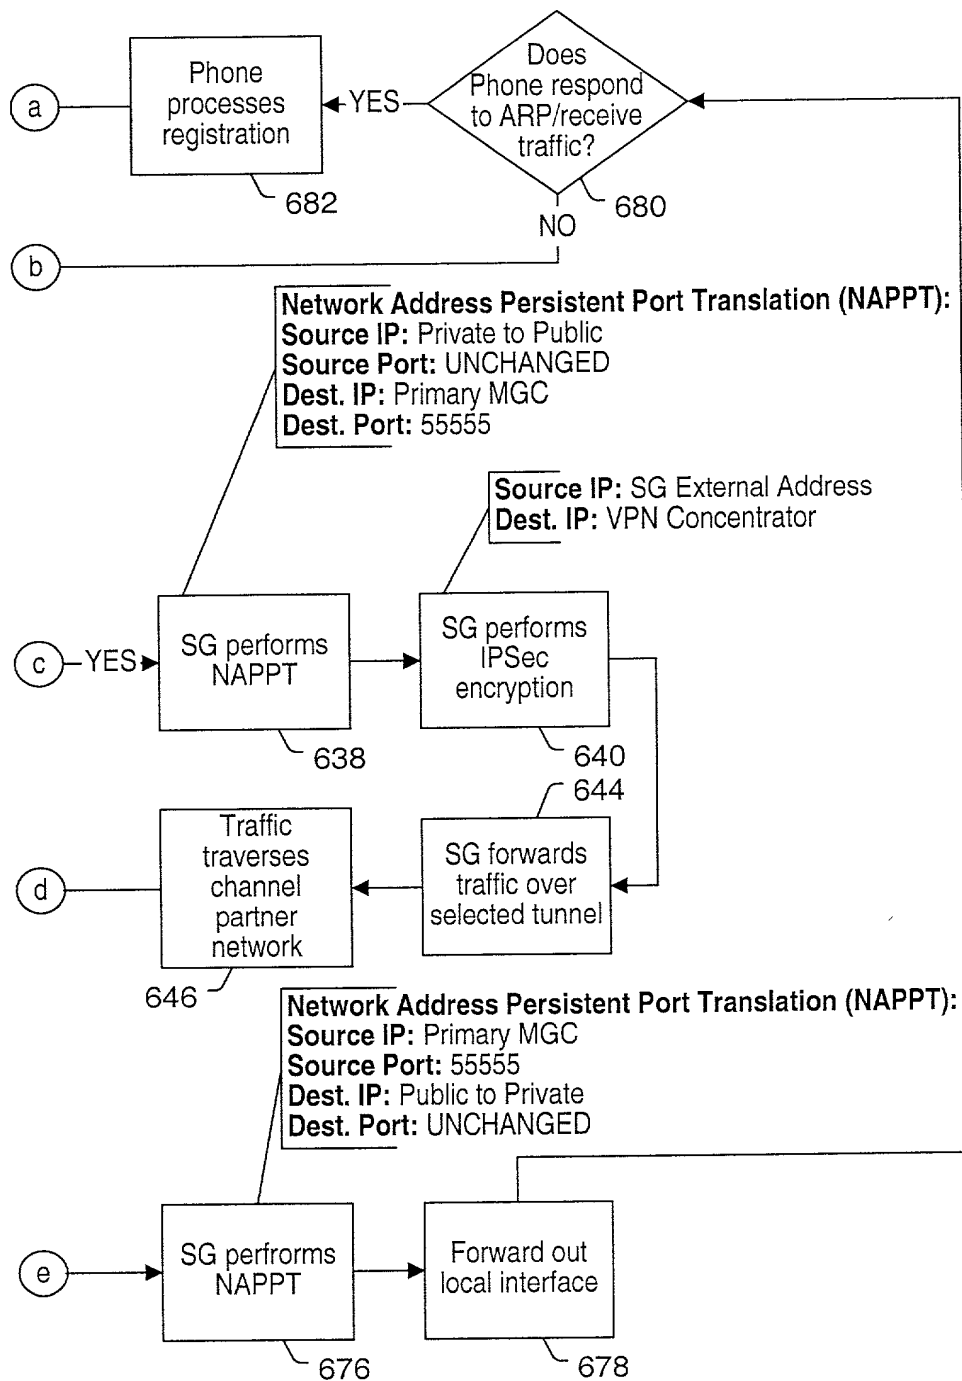 Does
Phone respond
to ARP/receive
traffic?
YES
Phone
processes
registration
a
682
680
NO
b
Network Address Persistent Port Translation (NAPPT):
Source IP: Private to Public
Source Port: UNCHANGED
Dest. IP: Primary MGC
Dest. Port: 55555
Source IP: SG External Address
Dest. IP: VPN Concentrator
c
YES
SG performs
NAPPT
SG performs
IPSec
encryption
638
640
644
d
Traffic
traverses
channel
partner
network
SG forwards
traffic over
selected tunnel
646
Network Address Persistent Port Translation (NAPPT):
Source IP: Primary MGC
Source Port: 55555
Dest. IP: Public to Private
Dest. Port: UNCHANGED
e
SG perfrorms
NAPPT
Forward out
local interface
676
678